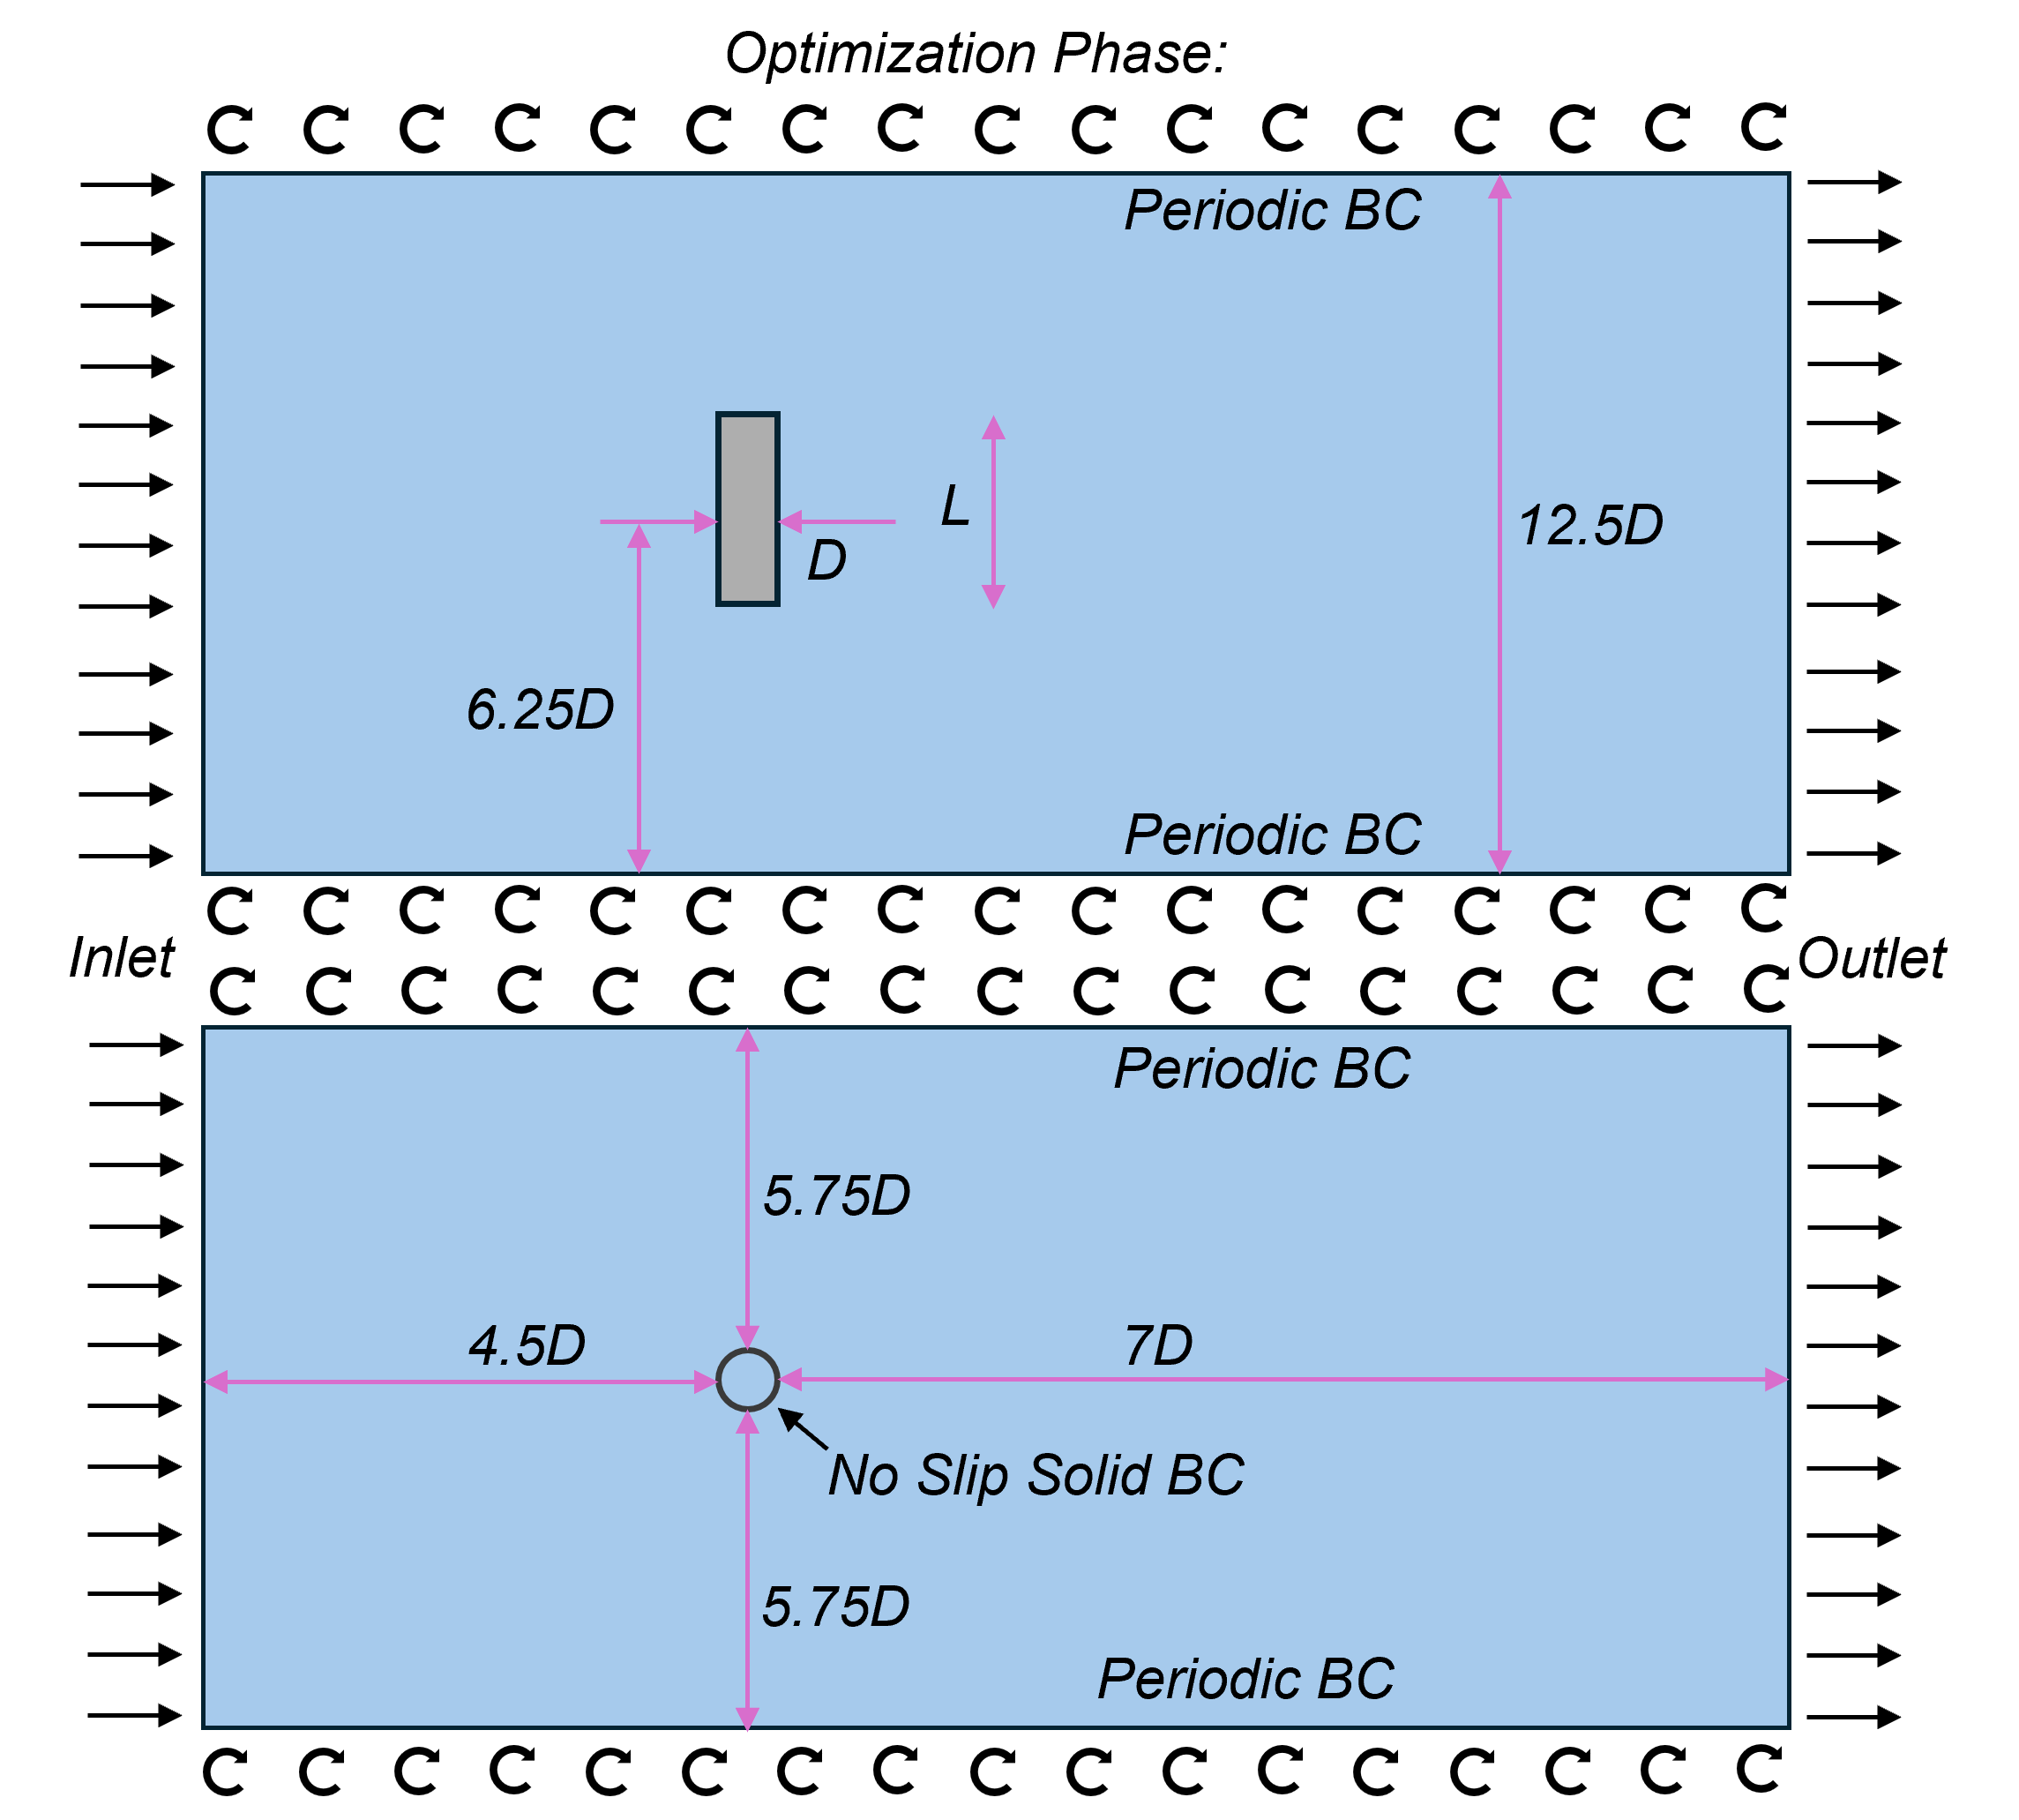 Optimization Phase:
Periodic BC
L
12.5D
D
6.25D
Periodic BC
Inlet
Outlet
Periodic BC
5.75D
4.5D
7D
No Slip Solid BC
5.75D
Periodic BC